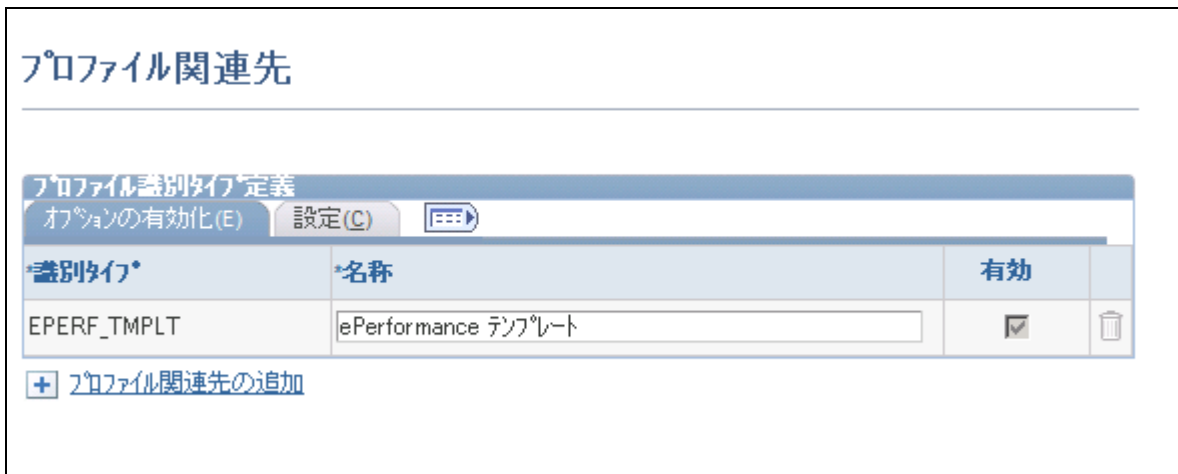 プロファイル関連先
プロファイル識別タイプ定義
オプションの有効化(E) 設定(C)
*識別タイプ *名称 有効
EPERF_TMPLT ePerformance テンプレート
プロファイル関連先の追加